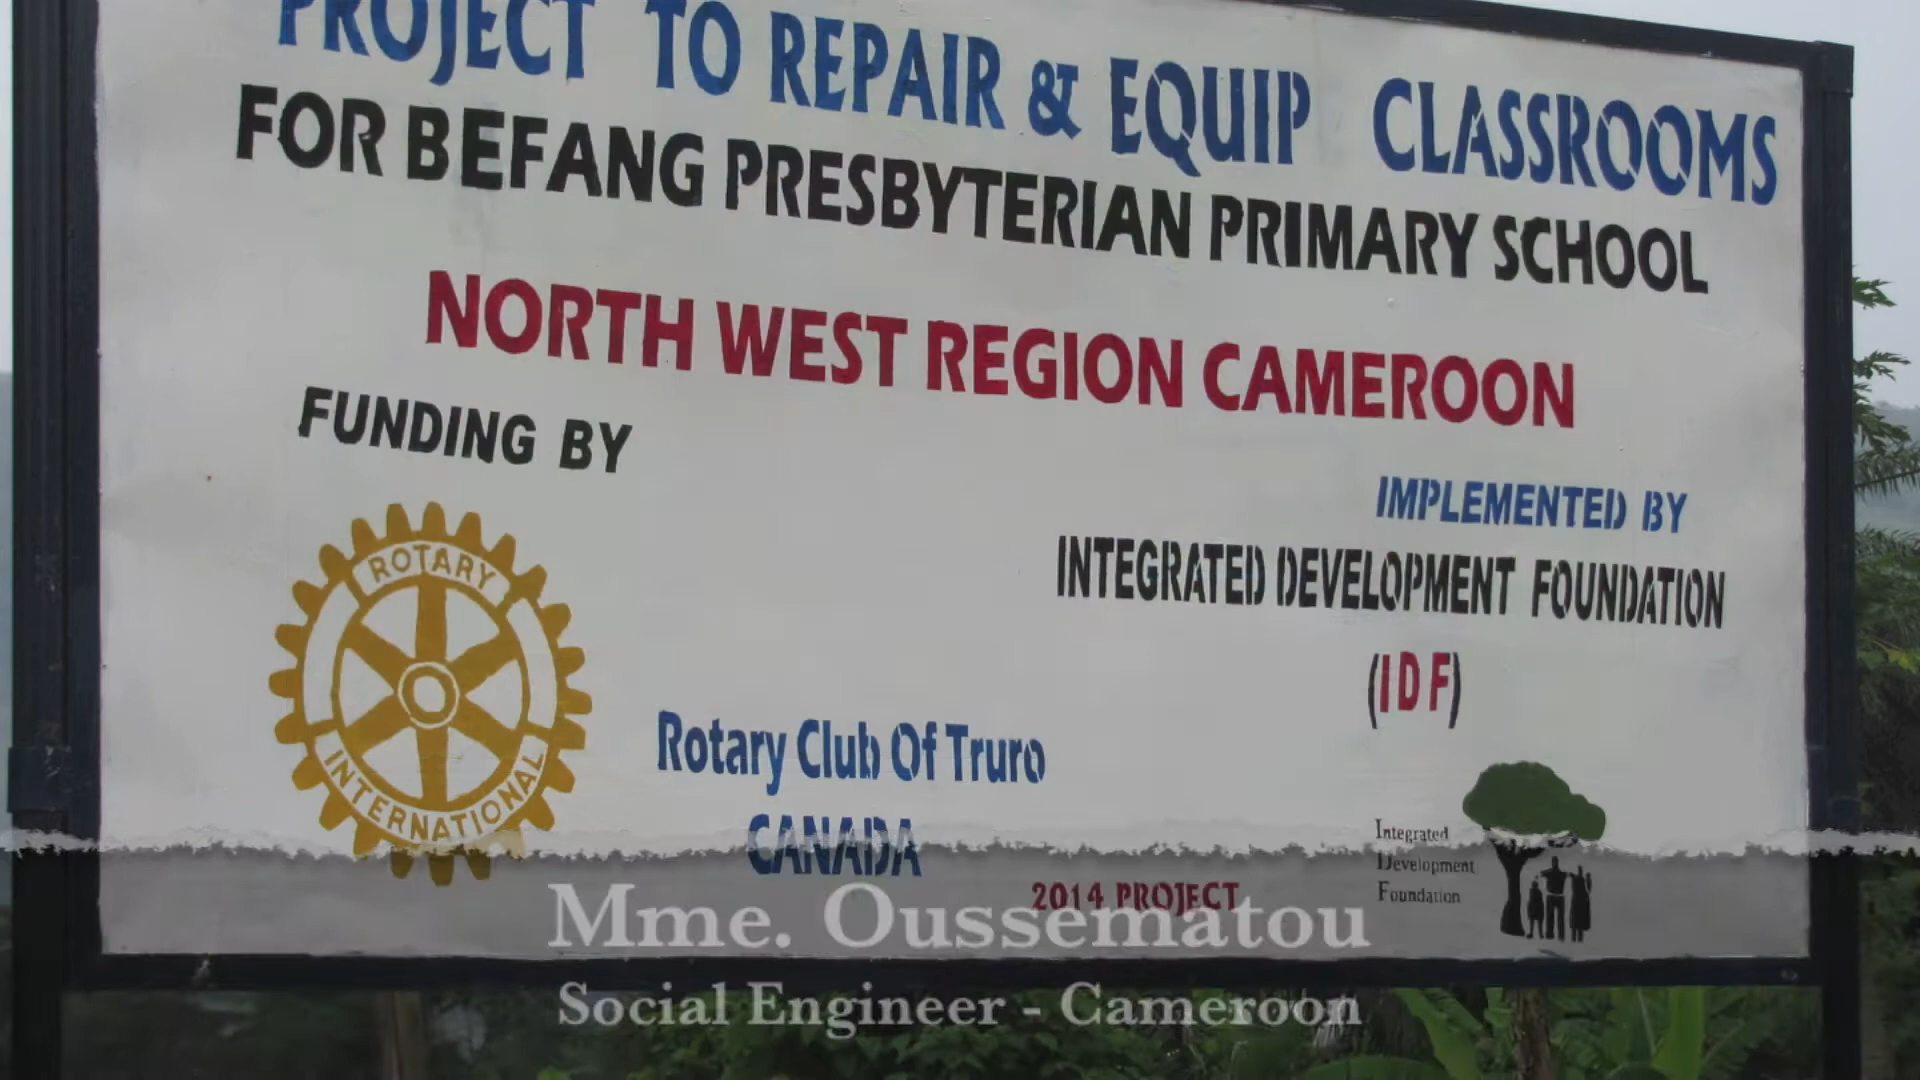 PROJECT TO REPAIR & EQUIP CLASSROOMS
FOR BEFANG PRESBYTERIAN PRIMARY SCHOOL
NORTH WEST REGION CAMEROON
FUNDING BY
ROTARY
INTERNATIONAL
Rotary Club Of Truro
CANADA
2014 PROJECT
IMPLEMENTED BY
INTEGRATED DEVELOPMENT FOUNDATION
(IDF)
Integrated
Development
Foundation
Mme. Oussematou
Social Engineer - Cameroon